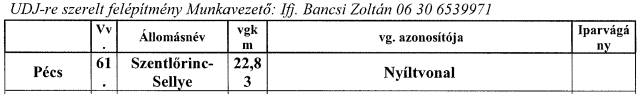 UDJ-re szerelt felépítmény Munkavezető: Ifj. Bancsi Zoltán 06 30 6539971
Vv. Állomásnév vgkm vg. azonosítója Iparvágány
Pécs 61. Szentlőrinc-Sellye 22,83 Nyíltvonal